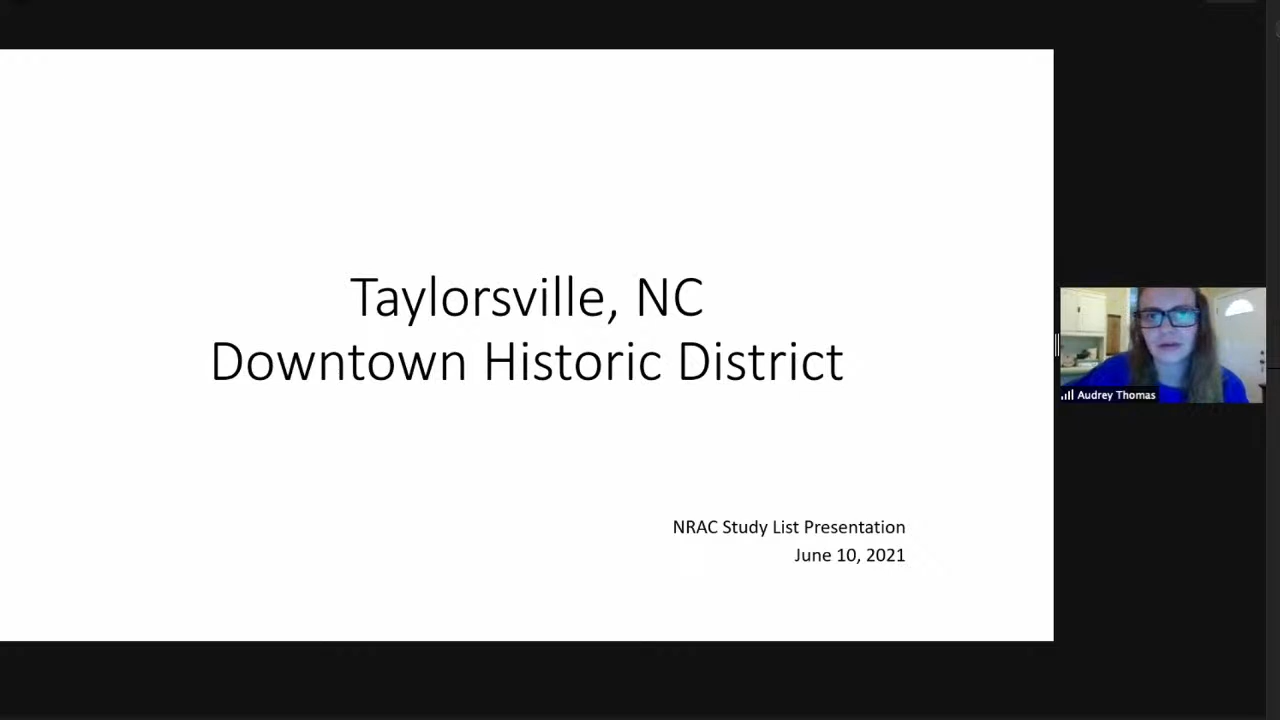 Taylorsville, NC
Downtown Historic District
NRAC Study List Presentation
June 10, 2021
Audrey Thomas